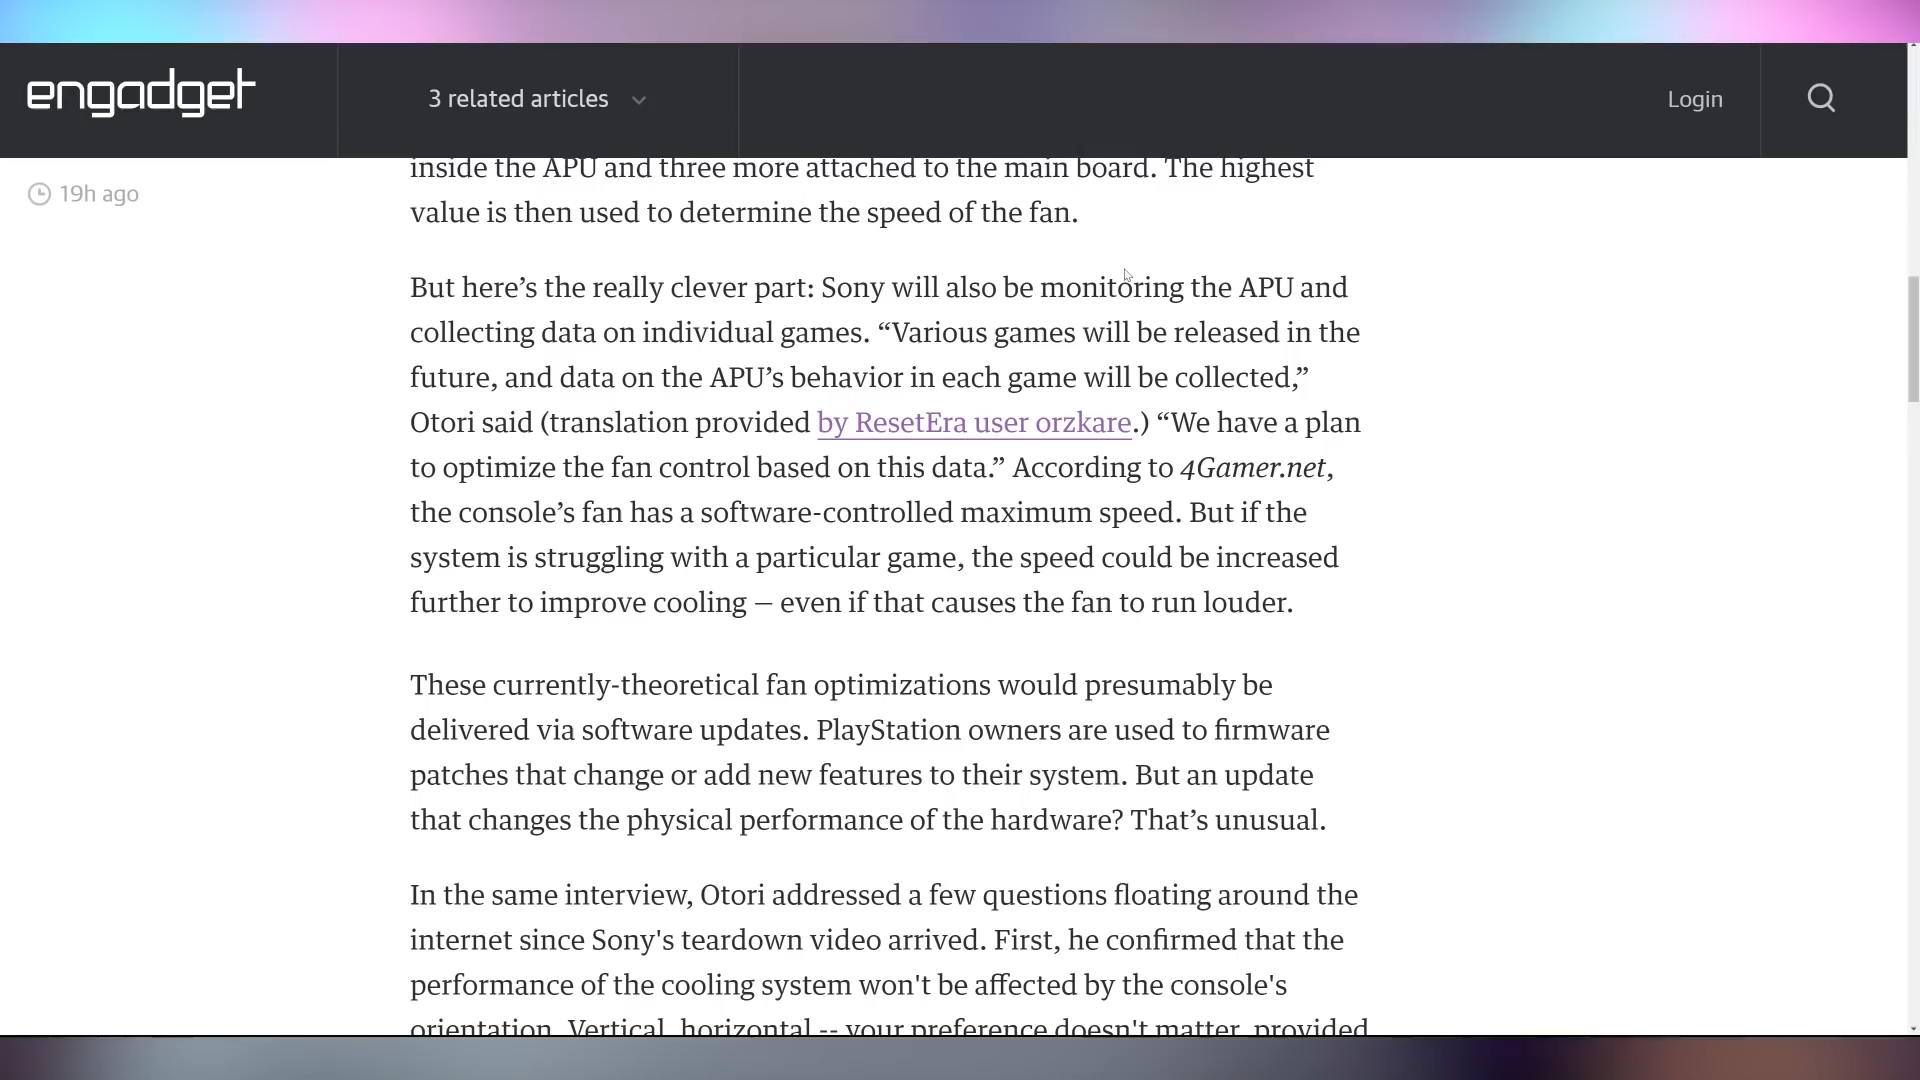 engadget
3 related articles
Login
19h ago
inside the APU and three more attached to the main board. The highest
value is then used to determine the speed of the fan.
But here’s the really clever part: Sony will also be monitoring the APU and
collecting data on individual games. “Various games will be released in the
future, and data on the APU’s behavior in each game will be collected,”
Otori said (translation provided by ResetEra user orzkare.) “We have a plan
to optimize the fan control based on this data.” According to 4Gamer.net,
the console’s fan has a software-controlled maximum speed. But if the
system is struggling with a particular game, the speed could be increased
further to improve cooling — even if that causes the fan to run louder.
These currently-theoretical fan optimizations would presumably be
delivered via software updates. PlayStation owners are used to firmware
patches that change or add new features to their system. But an update
that changes the physical performance of the hardware? That’s unusual.
In the same interview, Otori addressed a few questions floating around the
internet since Sony's teardown video arrived. First, he confirmed that the
performance of the cooling system won't be affected by the console's
orientation. Vertical, horizontal -- your preference doesn't matter, provided